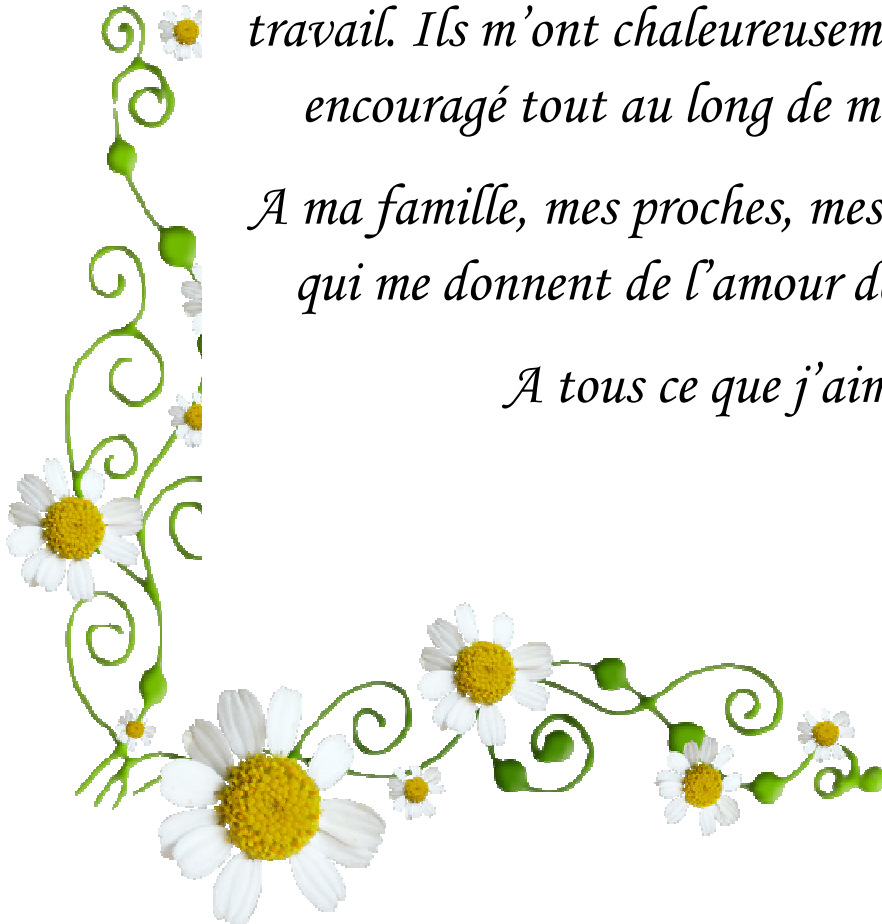 travail. Ils m’ont chaleureusem
encouragé tout au long de m
A ma famille, mes proches, mes
qui me donnent de l’amour
A tous ce que j’aim